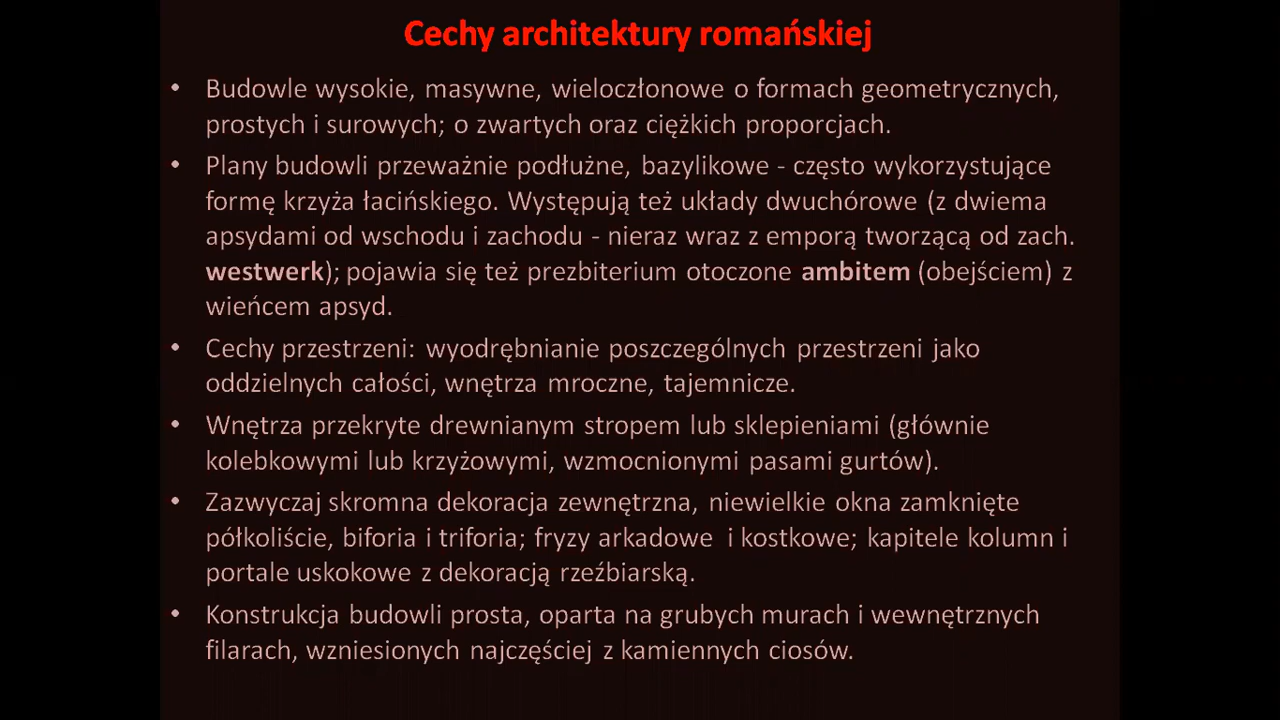 Cechy architektury romańskiej
• Budowle wysokie, masywne, wieloczłonowe o formach geometrycznych,
prostych i surowych; o zwartych oraz ciężkich proporcjach.
• Plany budowli przeważnie podłużne, bazylikowe - często wykorzystujące
formę krzyża łacińskiego. Występują też układy dwuchórowe (z dwiema
apsydami od wschodu i zachodu - nieraz wraz z emporą tworzącą od zach.
westwerk); pojawia się też prezbiterium otoczone ambitem (obejściem) z
wieńcem apsyd.
• Cechy przestrzeni: wyodrębnianie poszczególnych przestrzeni jako
oddzielnych całości, wnętrza mroczne, tajemnicze.
• Wnętrza przekryte drewnianym stropem lub sklepieniami (głównie
kolebkowymi lub krzyżowymi, wzmocnionymi pasami gurtów).
• Zazwyczaj skromna dekoracja zewnętrzna, niewielkie okna zamknięte
półkoliście, biforia i triforia; fryzy arkadowe i kostkowe; kapitele kolumn i
portale uskokowe z dekoracją rzeźbiarską.
• Konstrukcja budowli prosta, oparta na grubych murach i wewnętrznych
filarach, wzniesionych najczęściej z kamiennych ciosów.